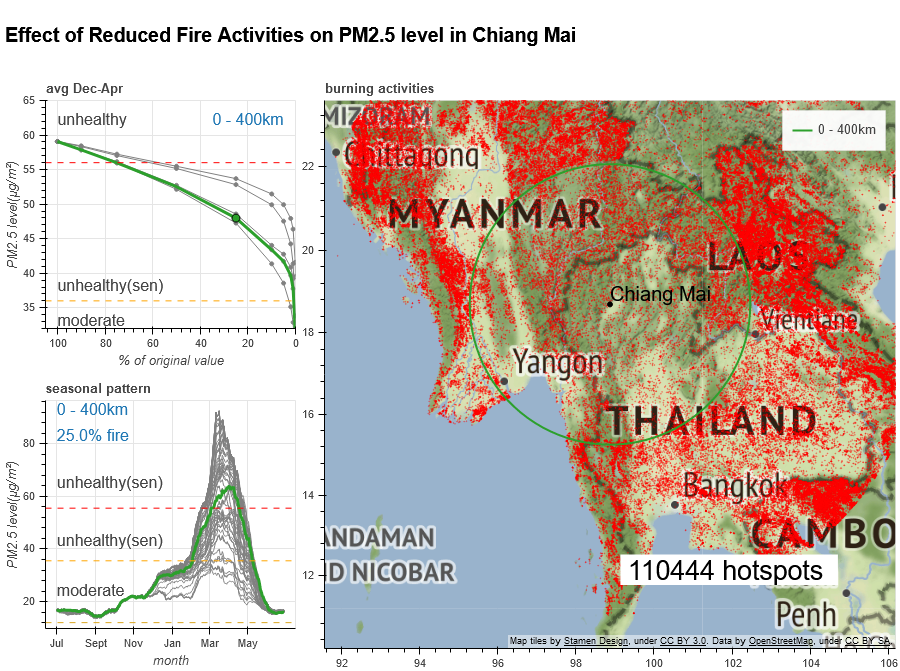 Effect of Reduced Fire Activities on PM2.5 level in Chiang Mai
avg Dec-Apr
65
60
55
50
45
40
35
PM2.5 level(μg/m²)
unhealthy
0 - 400km
unhealthy(sen)
moderate
100 80 60 40 20 0
% of original value
seasonal pattern
0 - 400km
25.0% fire
80
60
40
20
PM2.5 level(μg/m²)
unhealthy(sen)
unhealthy(sen)
moderate
Jul Sept Nov Jan Mar May
month
burning activities
0 - 400km
MIZORAM
Chittagong
MYANMAR
LAOS
Chiang Mai
Vientiane
Yangon
THAILAND
Bangkok
CAMBO
ANDAMAN
D NICOBAR
110444 hotspots
Penh
Map tiles by Stamen Design, under CC BY 3.0. Data by OpenStreetMap, under CC BY SA
22
20
18
16
14
12
92 94 96 98 100 102 104 106